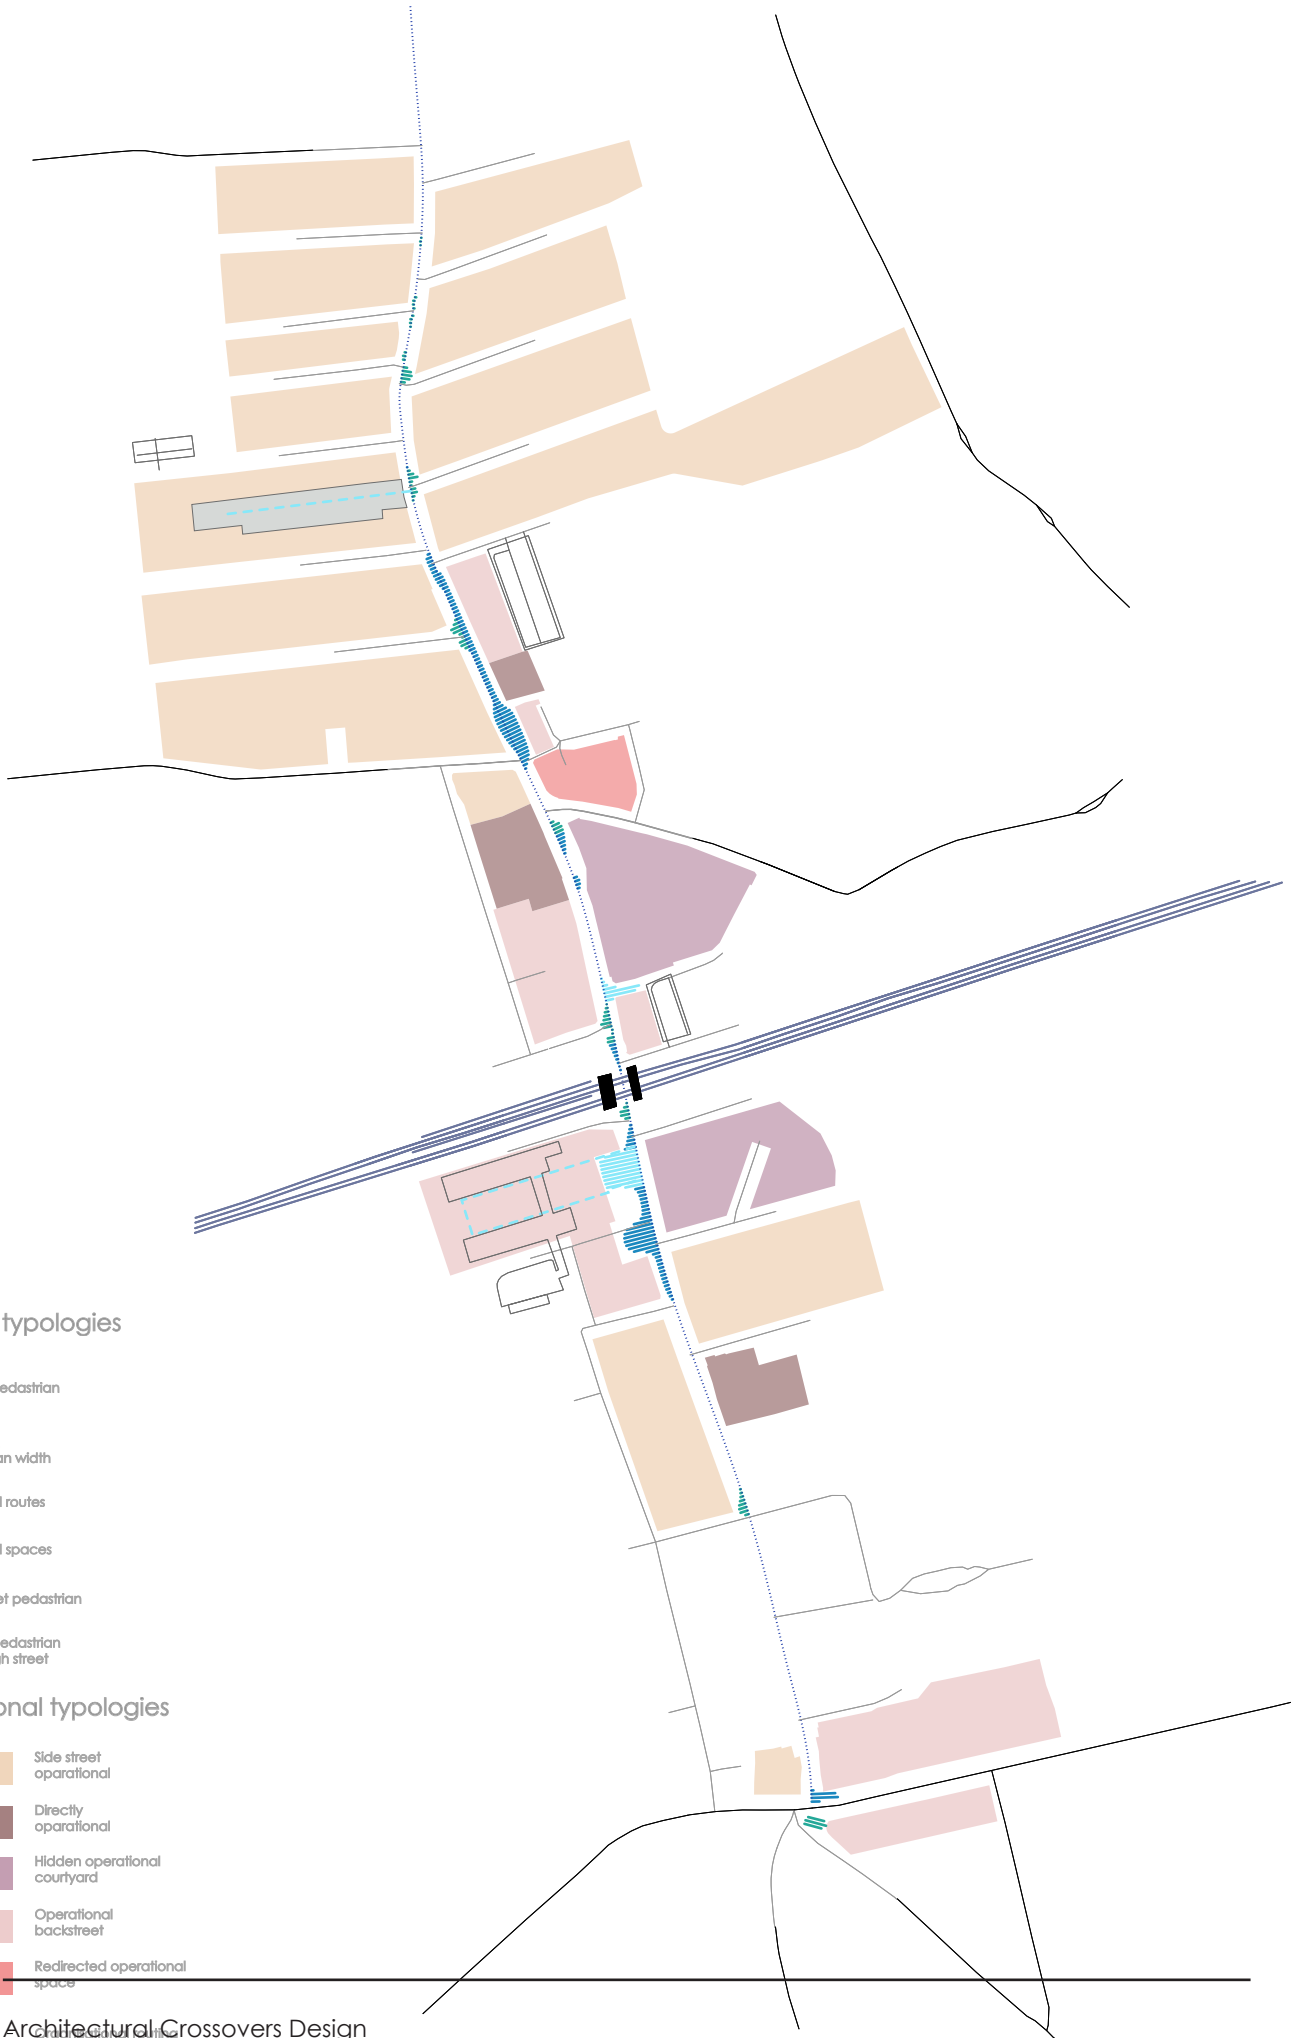 typologies
edastrian
an width
l routes
l spaces
et pedastrian
edastrian
gh street
onal typologies
Side street
oparational
Directly
oparational
Hidden operational
courtyard
Operational
backstreet
Redirected operational
space
Architectural Crossovers Design